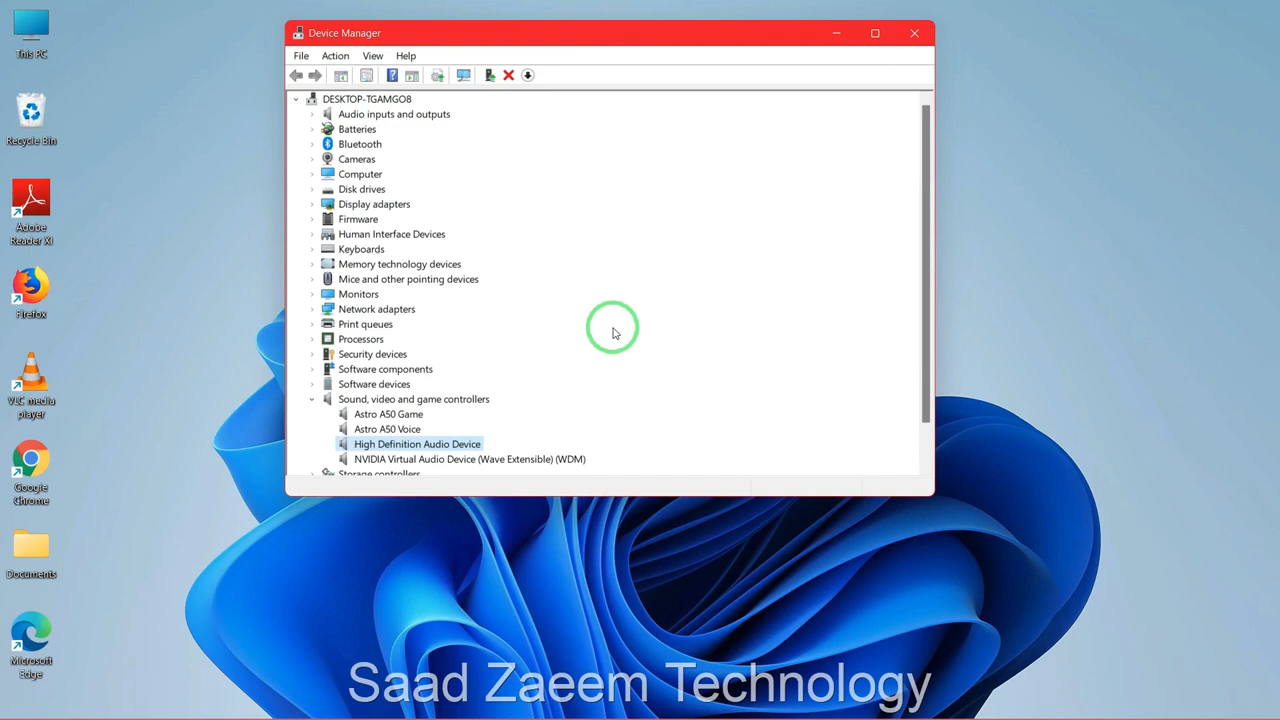 This PC
Recycle Bin
Adobe
Reader XI
Firefox
VLC media
player
Google
Chrome
Documents
Microsoft
Edge
Device Manager
File Action View Help
DESKTOP-TGAMGO8
Audio inputs and outputs
Batteries
Bluetooth
Cameras
Computer
Disk drives
Display adapters
Firmware
Human Interface Devices
Keyboards
Memory technology devices
Mice and other pointing devices
Monitors
Network adapters
Print queues
Processors
Security devices
Software components
Software devices
Sound, video and game controllers
Astro A50 Game
Astro A50 Voice
High Definition Audio Device
NVIDIA Virtual Audio Device (Wave Extensible) (WDM)
Storage controllers
Saad Zaeem Technology